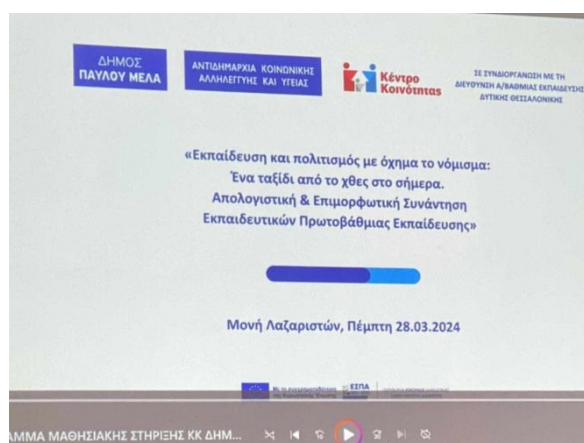 ΔΗΜΟΣ
ΠΑΥΛΟΥ ΜΕΛΑ
ΑΝΤΙΔΗΜΑΡΧΙΑ ΚΟΙΝΩΝΙΚΗΣ
ΑΛΛΗΛΕΓΓΥΗΣ ΚΑΙ ΥΓΕΙΑΣ
Κέντρο
Κοινότητας
ΣΕ ΣΥΝΔΙΟΡΓΑΝΩΣΗ ΜΕ ΤΗ
ΔΙΕΥΘΥΝΣΗ Α/ΒΑΘΜΙΑΣ ΕΚΠΑΙΔΕΥΣΗΣ
ΔΥΤΙΚΗΣ ΘΕΣΣΑΛΟΝΙΚΗΣ
«Εκπαίδευση και πολιτισμός με όχημα το νόμισμα:
Ένα ταξίδι από το χθες στο σήμερα.
Απολογιστική & Επιμορφωτική Συνάντηση
Εκπαιδευτικών Πρωτοβάθμιας Εκπαίδευσης»
Μονή Λαζαριστών, Πέμπτη 28.03.2024
ΕΣΠΑ
ΑΜΜΑ ΜΑΘΗΣΙΑΚΗΣ ΣΤΗΡΙΞΗΣ ΚΚ ΔΗΜ...